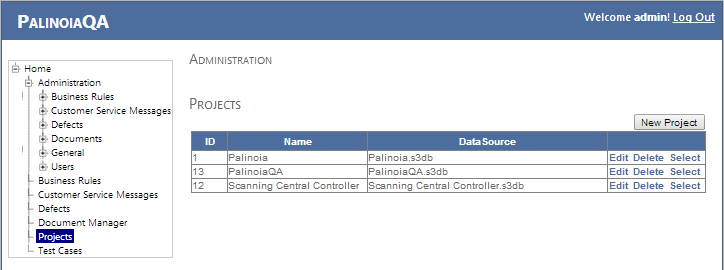 PALINOIAQA
Welcome admin! Log Out
Home
Administration
Business Rules
Customer Service Messages
Defects
Documents
General
Users
Business Rules
Customer Service Messages
Defects
Document Manager
Projects
Test Cases
ADMINISTRATION
PROJECTS
New Project
ID Name DataSource
1 Palinoia Palinoia.s3db Edit Delete Select
13 PalinoiaQA PalinoiaQA.s3db Edit Delete Select
12 Scanning Central Controller Scanning Central Controller.s3db Edit Delete Select